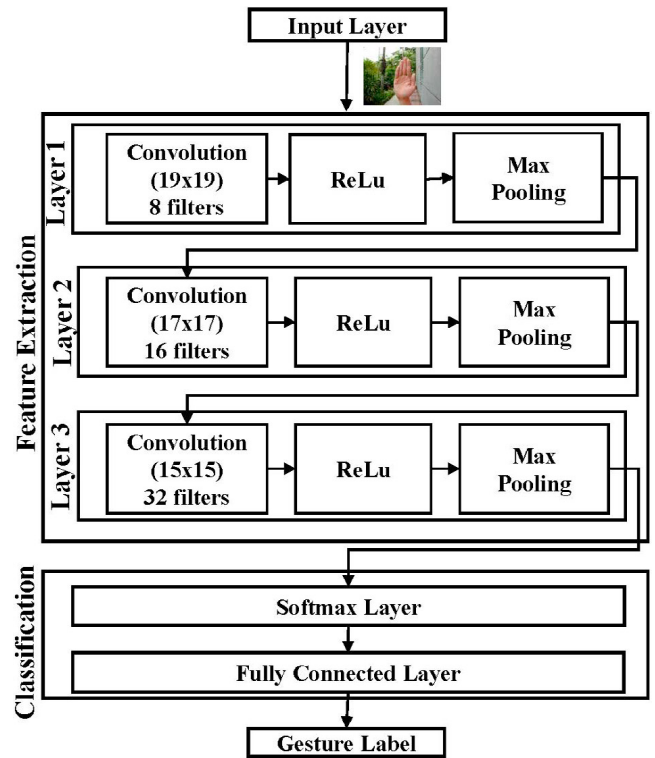 Input Layer
Feature Extraction
Layer 1
Convolution
(19x19)
8 filters
ReLu
Max
Pooling
Layer 2
Convolution
(17x17)
16 filters
ReLu
Max
Pooling
Layer 3
Convolution
(15x15)
32 filters
ReLu
Max
Pooling
Classification
Softmax Layer
Fully Connected Layer
Gesture Label